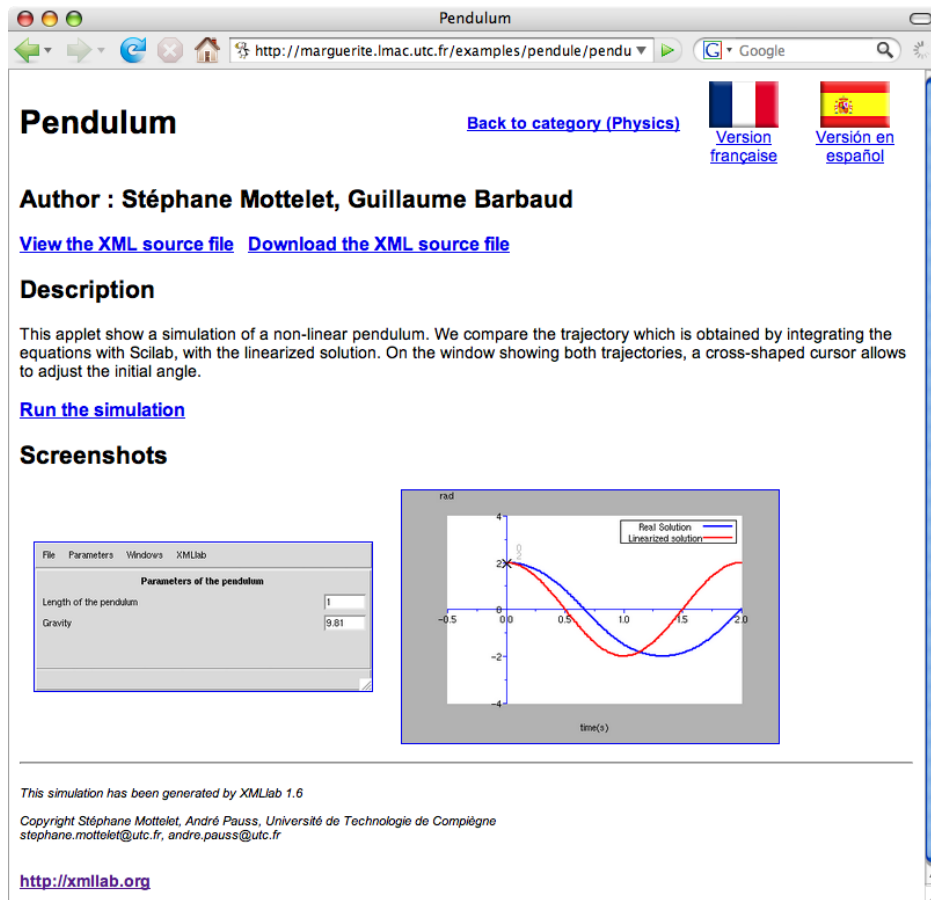 Pendulum
http://marguerite.lmac.utc.fr/examples/pendule/pendu
G Google
Pendulum
Back to category (Physics)
Version
française
Versión en
español
Author : Stéphane Mottelet, Guillaume Barbaud
View the XML source file Download the XML source file
Description
This applet show a simulation of a non-linear pendulum. We compare the trajectory which is obtained by integrating the
equations with Scilab, with the linearized solution. On the window showing both trajectories, a cross-shaped cursor allows
to adjust the initial angle.
Run the simulation
Screenshots
File Parameters Windows XMLlab
Parameters of the pendulum
Length of the pendulum 1
Gravity 9.81
rad
Real Solution
Linearized solution
4
0
2
2
0
-0.5 0.0 0.5 1.0 1.5 2.0
-2
-4
time(s)
This simulation has been generated by XMLlab 1.6
Copyright Stéphane Mottelet, André Pauss, Université de Technologie de Compiègne
stephane.mottelet@utc.fr, andre.pauss@utc.fr
http://xmllab.org